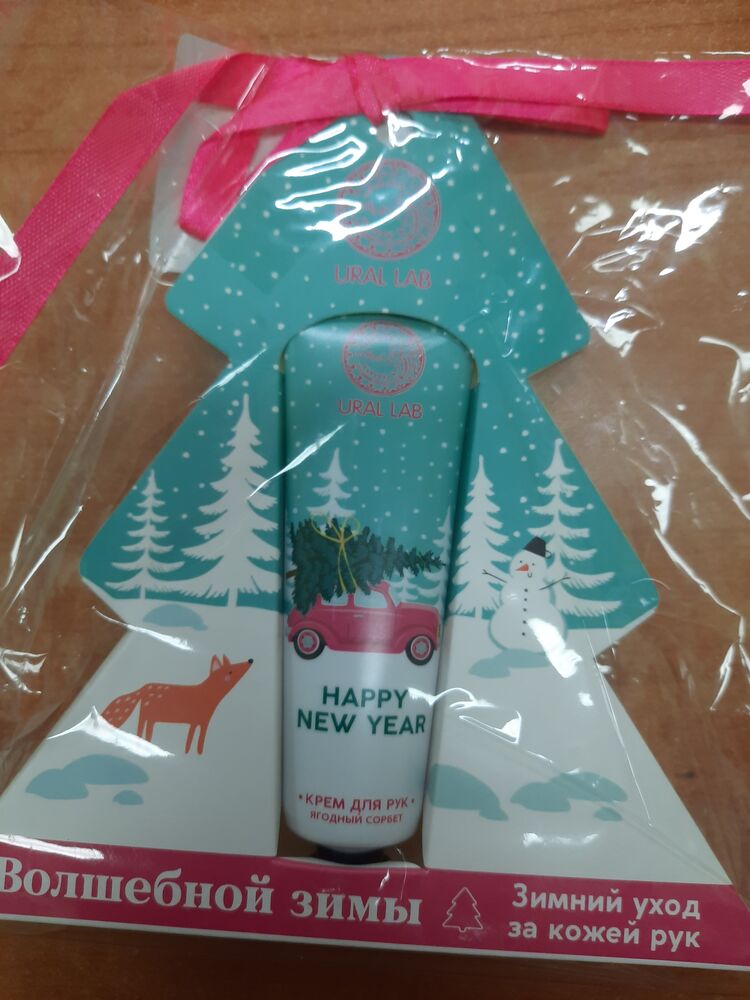 URAL LAB
URAL LAB
HAPPY
NEW YEAR
•КРЕМ ДЛЯ РУК•
ЯГОДНЫЙ СОРБЕТ
Волшебной зимы
Зимний уход
за кожей рук